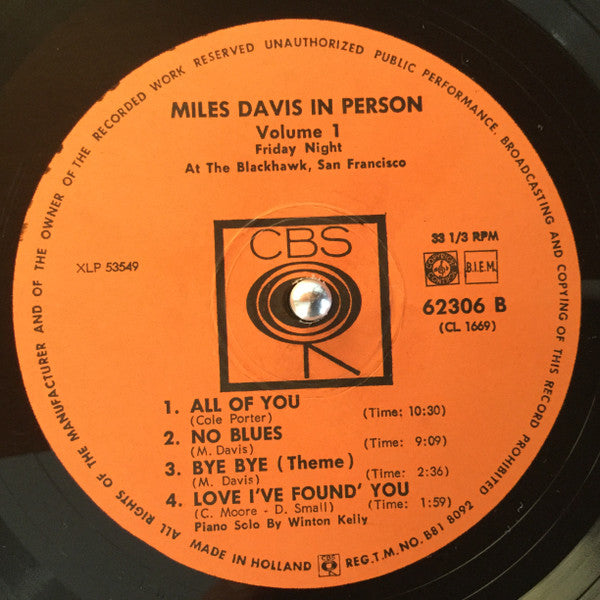 ALL RIGHTS OF THE MANUFACTURER AND OF THE OWNER OF THE RECORDED WORK RESERVED UNAUTHORIZED PUBLIC PERFORMANCE, BROADCASTING AND COPYING OF THIS RECORD PROHIBITED
MILES DAVIS IN PERSON
Volume 1
Friday Night
At The Blackhawk, San Francisco
CBS
33 1/3 RPM
XLP 53549
B.I.E.M.
62306 B
(CL 1669)
1. ALL OF YOU (Time: 10:30)
(Cole Porter)
2. NO BLUES (Time: 9:09)
(M. Davis)
3. BYE BYE (Theme) (Time: 2:36)
(M. Davis)
4. LOVE I'VE FOUND' YOU (Time: 1:59)
(C. Moore - D. Small)
Piano Solo By Winton Kelly
MADE IN HOLLAND CBS REG.T.M.NO. B81 8092